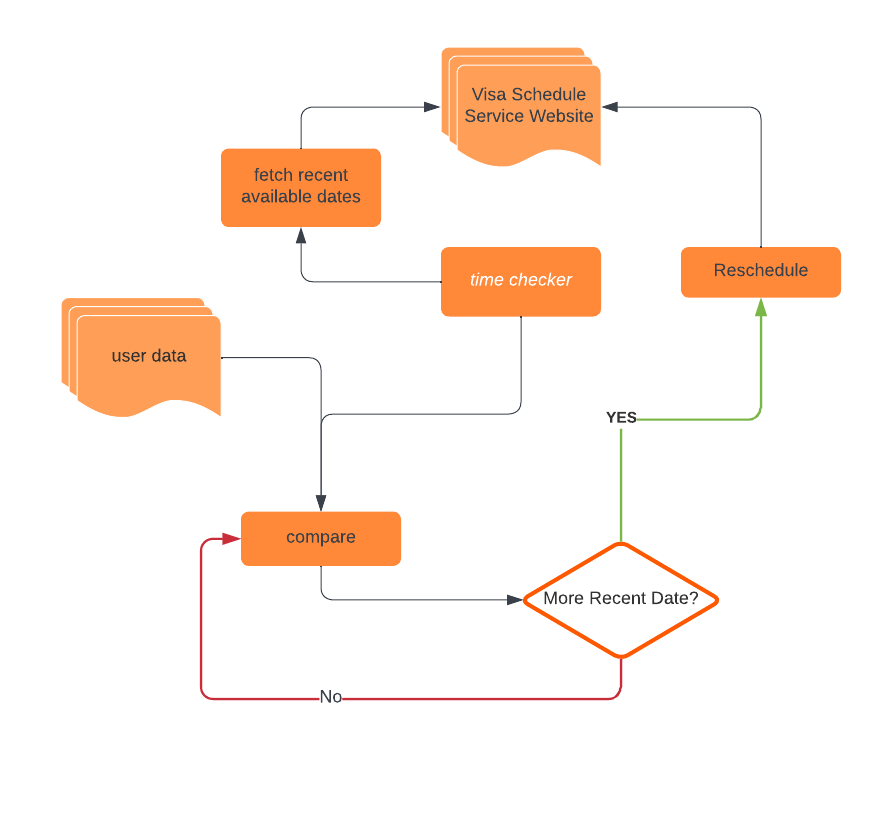 Visa Schedule
Service Website
fetch recent
available dates
time checker
Reschedule
user data
YES
compare
More Recent Date?
No